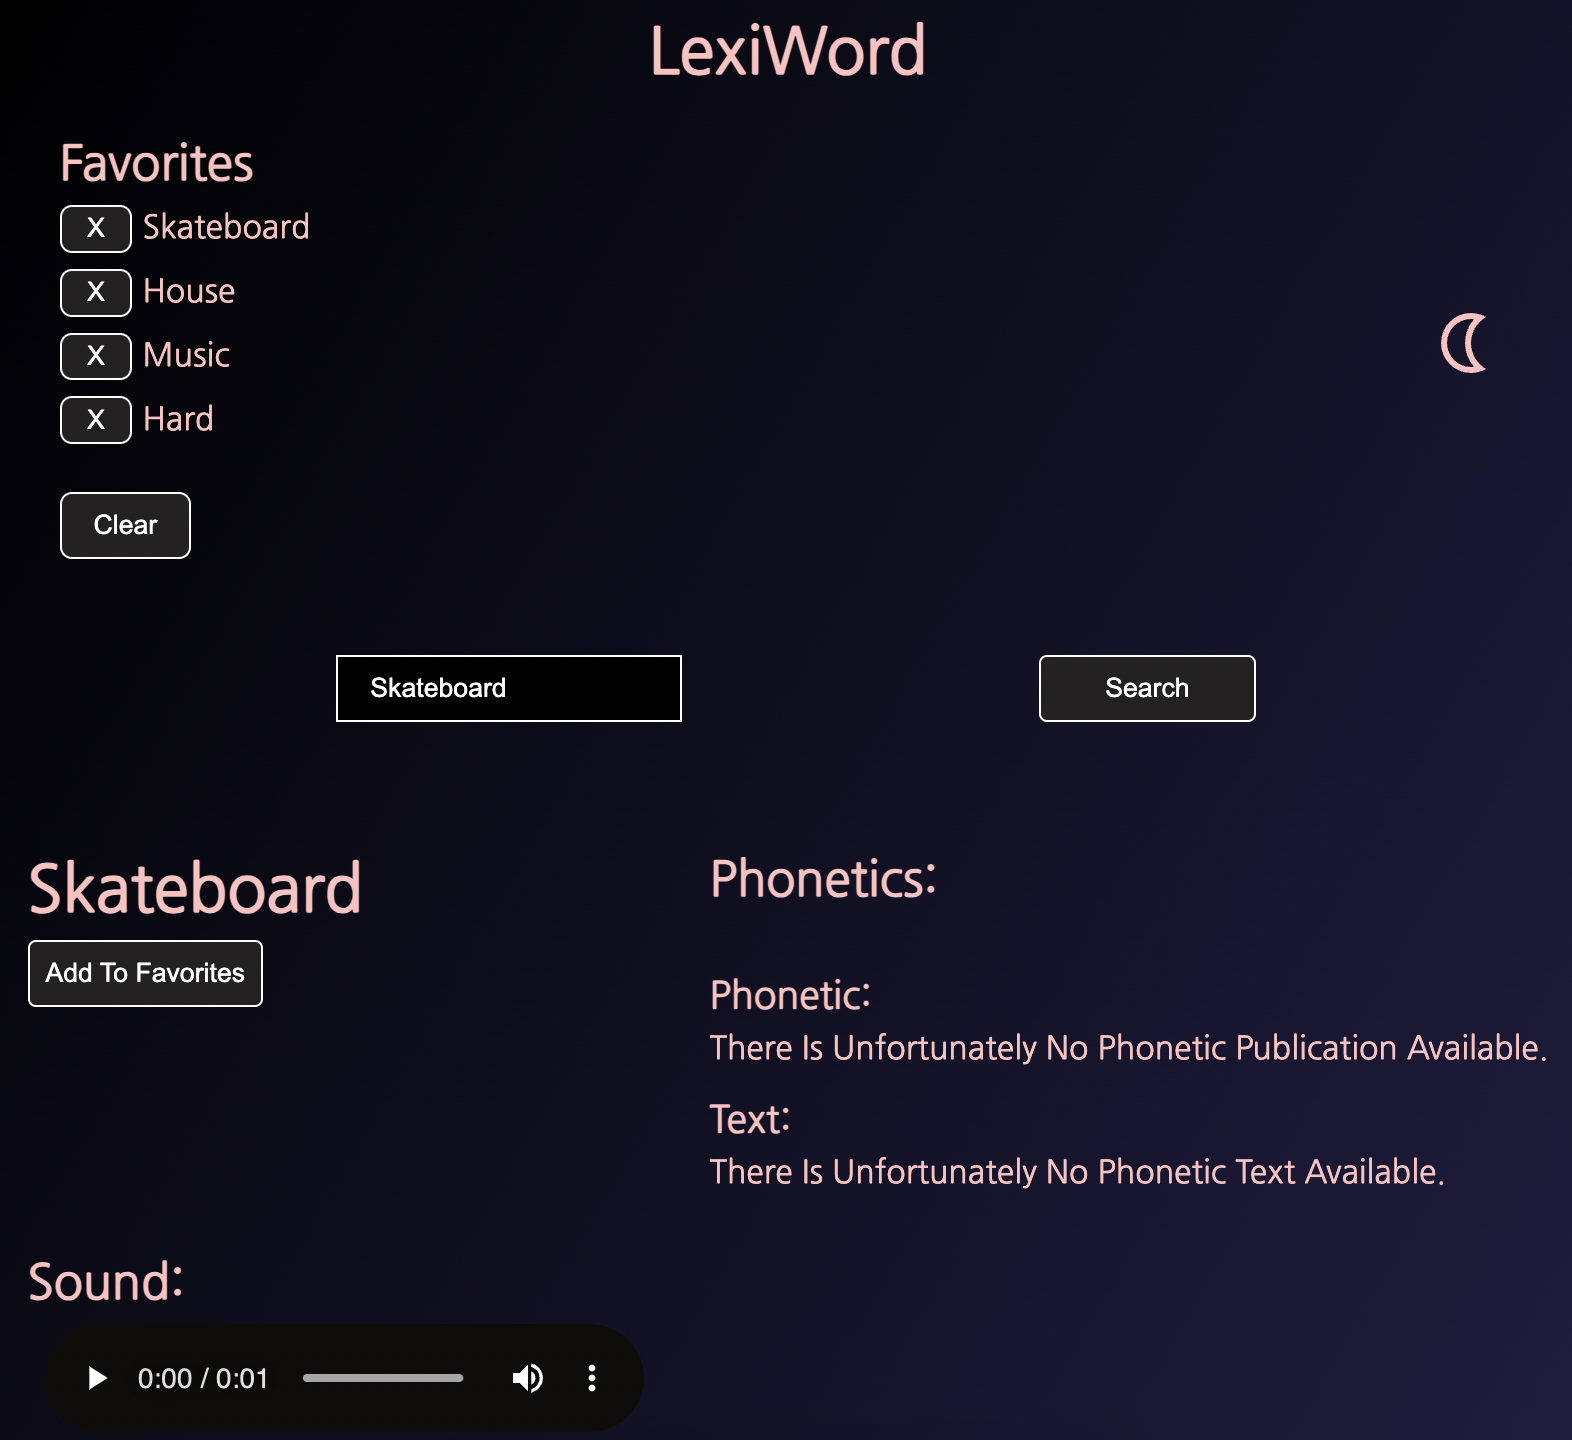 LexiWord
Favorites
X Skateboard
X House
X Music
X Hard
Clear
Skateboard
Search
Skateboard
Add To Favorites
Phonetics:
Phonetic:
There Is Unfortunately No Phonetic Publication Available.
Text:
There Is Unfortunately No Phonetic Text Available.
Sound:
0:00 / 0:01